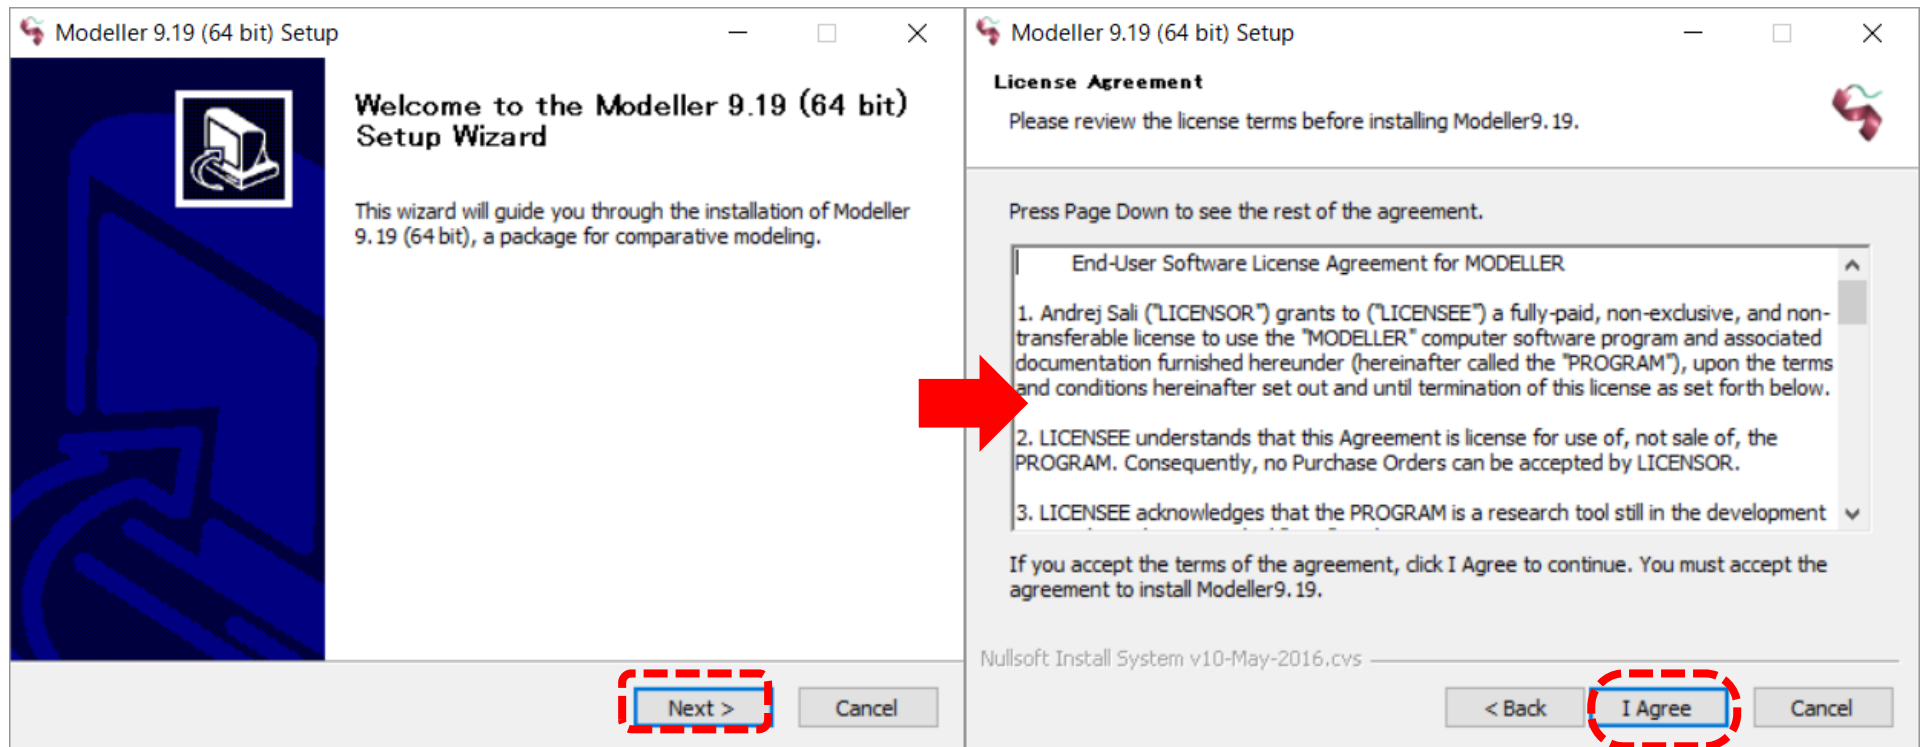 Modeller 9.19 (64 bit) Setup
Welcome to the Modeller 9.19 (64 bit)
Setup Wizard
This wizard will guide you through the installation of Modeller
9.19 (64 bit), a package for comparative modeling.
Next >
Cancel
Modeller 9.19 (64 bit) Setup
License Agreement
Please review the license terms before installing Modeller9.19.
Press Page Down to see the rest of the agreement.
End-User Software License Agreement for MODELLER
1. Andrej Sali ("LICENSOR") grants to ("LICENSEE") a fully-paid, non-exclusive, and non-
transferable license to use the "MODELLER" computer software program and associated
documentation furnished hereunder (hereinafter called the "PROGRAM"), upon the terms
and conditions hereinafter set out and until termination of this license as set forth below.
2. LICENSEE understands that this Agreement is license for use of, not sale of, the
PROGRAM. Consequently, no Purchase Orders can be accepted by LICENSOR.
3. LICENSEE acknowledges that the PROGRAM is a research tool still in the development
If you accept the terms of the agreement, click I Agree to continue. You must accept the
agreement to install Modeller9.19.
Nullsoft Install System v10-May-2016.cvs
< Back
I Agree
Cancel